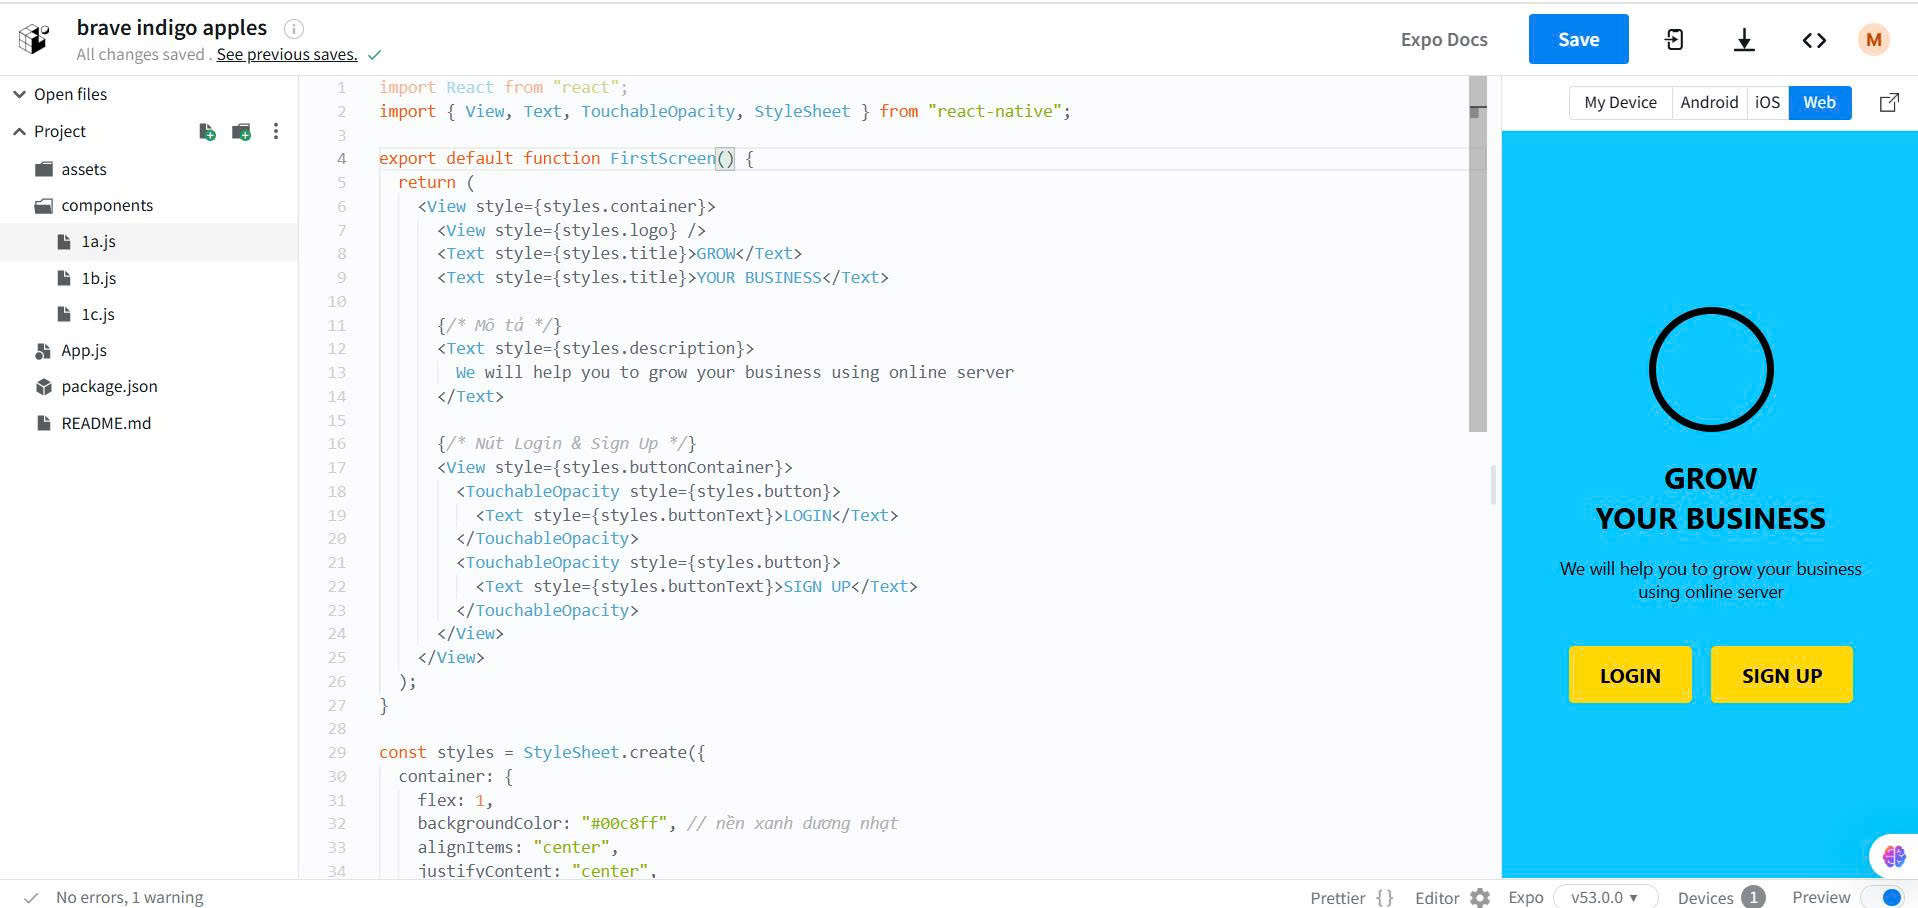 brave indigo apples
All changes saved . See previous saves.
Expo Docs
Save
M
Open files
Project
assets
components
1a.js
1b.js
1c.js
App.js
package.json
README.md
1 import React from "react";
2 import { View, Text, TouchableOpacity, StyleSheet } from "react-native";
3
4 export default function FirstScreen() {
5 return (
6 <View style={styles.container}>
7 <View style={styles.logo} />
8 <Text style={styles.title}>GROW</Text>
9 <Text style={styles.title}>YOUR BUSINESS</Text>
10
11 {/* Mô tả */}
12 <Text style={styles.description}>
13 We will help you to grow your business using online server
14 </Text>
15
16 {/* Nút Login & Sign Up */}
17 <View style={styles.buttonContainer}>
18 <TouchableOpacity style={styles.button}>
19 <Text style={styles.buttonText}>LOGIN</Text>
20 </TouchableOpacity>
21 <TouchableOpacity style={styles.button}>
22 <Text style={styles.buttonText}>SIGN UP</Text>
23 </TouchableOpacity>
24 </View>
25 </View>
26 );
27 }
28
29 const styles = StyleSheet.create({
30 container: {
31 flex: 1,
32 backgroundColor: "#00c8ff", // nền xanh dương nhạt
33 alignItems: "center",
34 justifyContent: "center",
My Device Android iOS Web
GROW
YOUR BUSINESS
We will help you to grow your business
using online server
LOGIN SIGN UP
No errors, 1 warning
Prettier {} Editor Expo v53.0.0 Devices 1 Preview